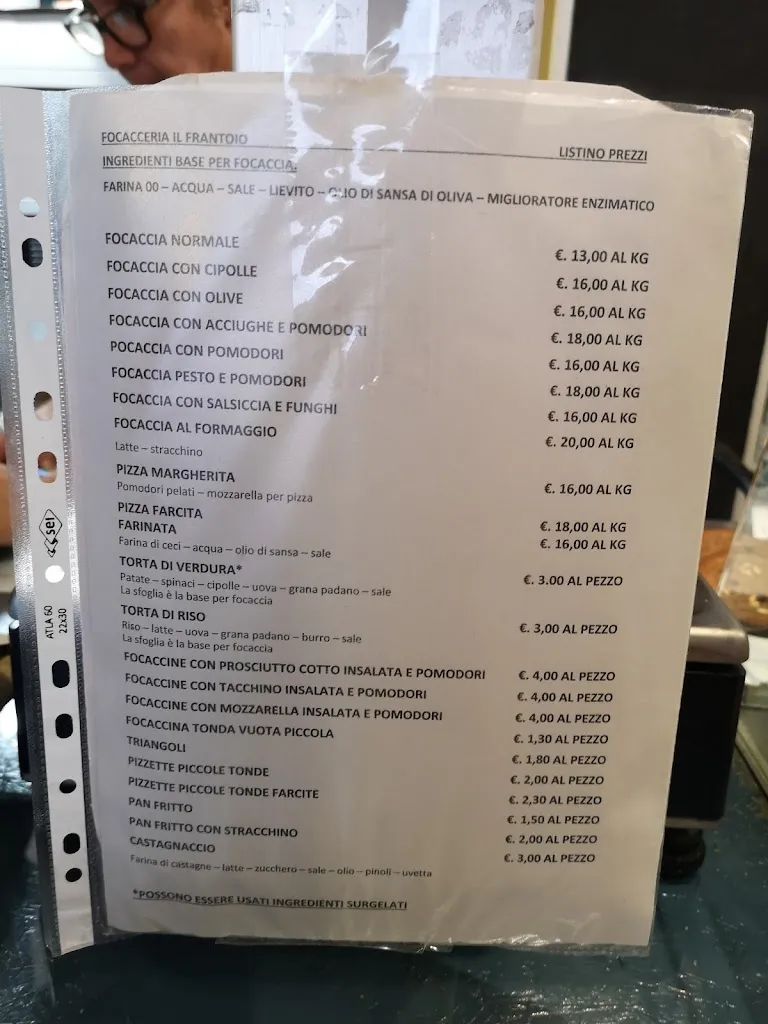 FOCACCERIA IL FRANTOIO LISTINO PREZZI
INGREDIENTI BASE PER FOCACCIA.
FARINA 00 – ACQUA – SALE – LIEVITO – OLIO DI SANSA DI OLIVA – MIGLIORATORE ENZIMATICO
FOCACCIA NORMALE €. 13,00 AL KG
FOCACCIA CON CIPOLLE €. 16,00 AL KG
FOCACCIA CON OLIVE €. 16,00 AL KG
FOCACCIA CON ACCIUGHE E POMODORI €. 18,00 AL KG
POCACCIA CON POMODORI €. 16,00 AL KG
FOCACCIA PESTO E POMODORI €. 18,00 AL KG
FOCACCIA CON SALSICCIA E FUNGHI €. 16,00 AL KG
FOCACCIA AL FORMAGGIO €. 20,00 AL KG
Latte – stracchino
PIZZA MARGHERITA €. 16,00 AL KG
Pomodori pelati – mozzarella per pizza
PIZZA FARCITA €. 18,00 AL KG
FARINATA €. 16,00 AL KG
Farina di ceci – acqua – olio di sansa – sale
TORTA DI VERDURA* €. 3.00 AL PEZZO
Patate – spinaci – cipolle – uova – grana padano – sale
La sfoglia è la base per focaccia
TORTA DI RISO €. 3,00 AL PEZZO
Riso – latte – uova – grana padano – burro – sale
La sfoglia è la base per focaccia
FOCACCINE CON PROSCIUTTO COTTO INSALATA E POMODORI €. 4,00 AL PEZZO
FOCACCINE CON TACCHINO INSALATA E POMODORI €. 4,00 AL PEZZO
FOCACCINE CON MOZZARELLA INSALATA E POMODORI €. 4,00 AL PEZZO
FOCACCINA TONDA VUOTA PICCOLA €. 1,30 AL PEZZO
TRIANGOLI €. 1,80 AL PEZZO
PIZZETTE PICCOLE TONDE €. 2,00 AL PEZZO
PIZZETTE PICCOLE TONDE FARCITE €. 2,30 AL PEZZO
PAN FRITTO €. 1,50 AL PEZZO
PAN FRITTO CON STRACCHINO €. 2,00 AL PEZZO
CASTAGNACCIO €. 3,00 AL PEZZO
Farina di castagne – latte – zucchero – sale – olio – pinoli – uvetta
*POSSONO ESSERE USATI INGREDIENTI SURGELATI
sei
ATLA 60
22x30